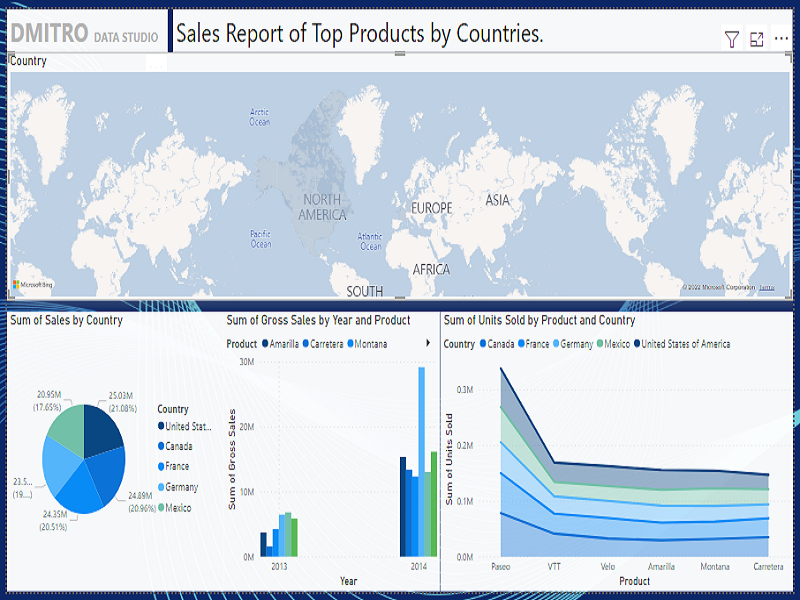 DMITRO DATA STUDIO
Sales Report of Top Products by Countries.
Country
Arctic
Ocean
NORTH
AMERICA
EUROPE
ASIA
Pacific
Ocean
Atlantic
Ocean
AFRICA
SOUTH
Microsoft Bing
© 2022 Microsoft Corporation Terms
Sum of Sales by Country
20.95M
(17.65%)
25.03M
(21.08%)
23.5...
(19....)
24.35M
(20.51%)
24.89M
(20.96%)
Country
United Stat...
Canada
France
Germany
Mexico
Sum of Gross Sales by Year and Product
Product Amarilla Carretera Montana
30M
20M
10M
0M
Sum of Gross Sales
2013
2014
Year
Sum of Units Sold by Product and Country
Country Canada France Germany Mexico United States of America
0.3M
0.2M
0.1M
0.0M
Sum of Units Sold
Paseo
VTT
Velo
Amarilla
Montana
Carretera
Product